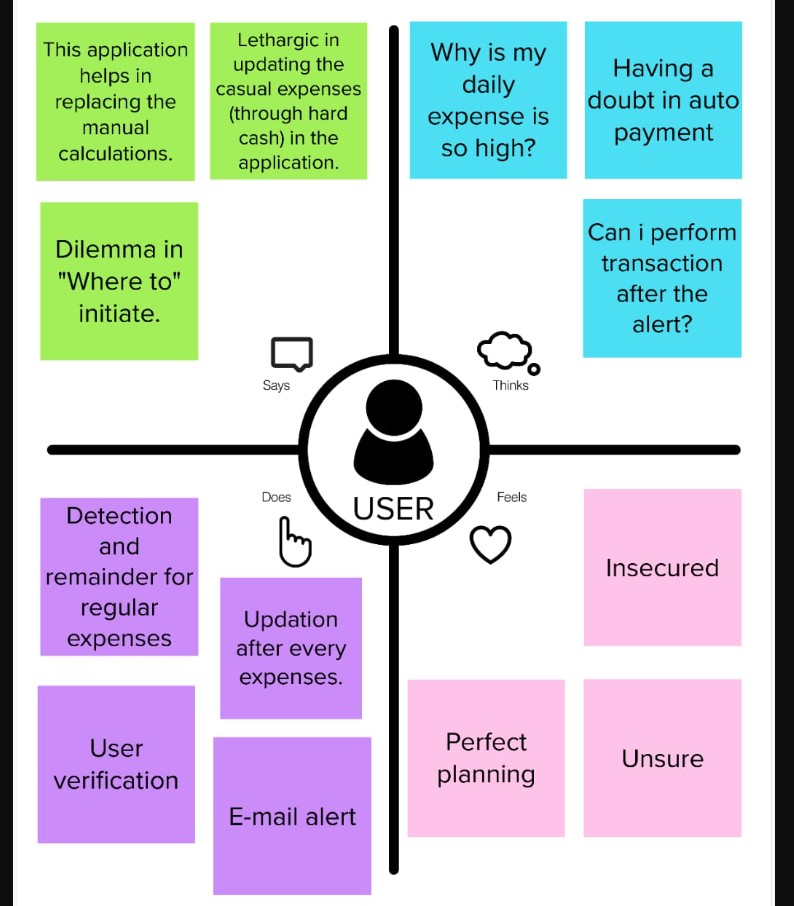 This application
helps in
replacing the
manual
calculations.
Lethargic in
updating the
casual expenses
(through hard
cash) in the
application.
Dilemma in
"Where to"
initiate.
Says
Why is my
daily
expense is
so high?
Having a
doubt in auto
payment
Can i perform
transaction
after the
alert?
Thinks
USER
Does
Detection
and
remainder for
regular
expenses
Updation
after every
expenses.
User
verification
E-mail alert
Feels
Insecured
Perfect
planning
Unsure